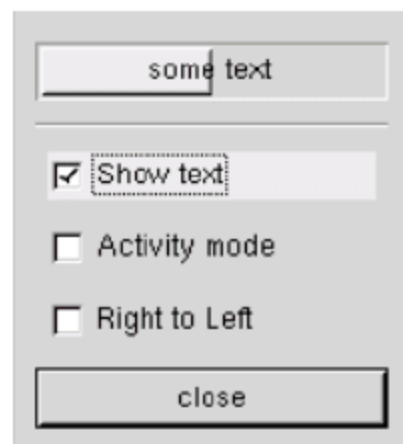 some text
Show text
Activity mode
Right to Left
close